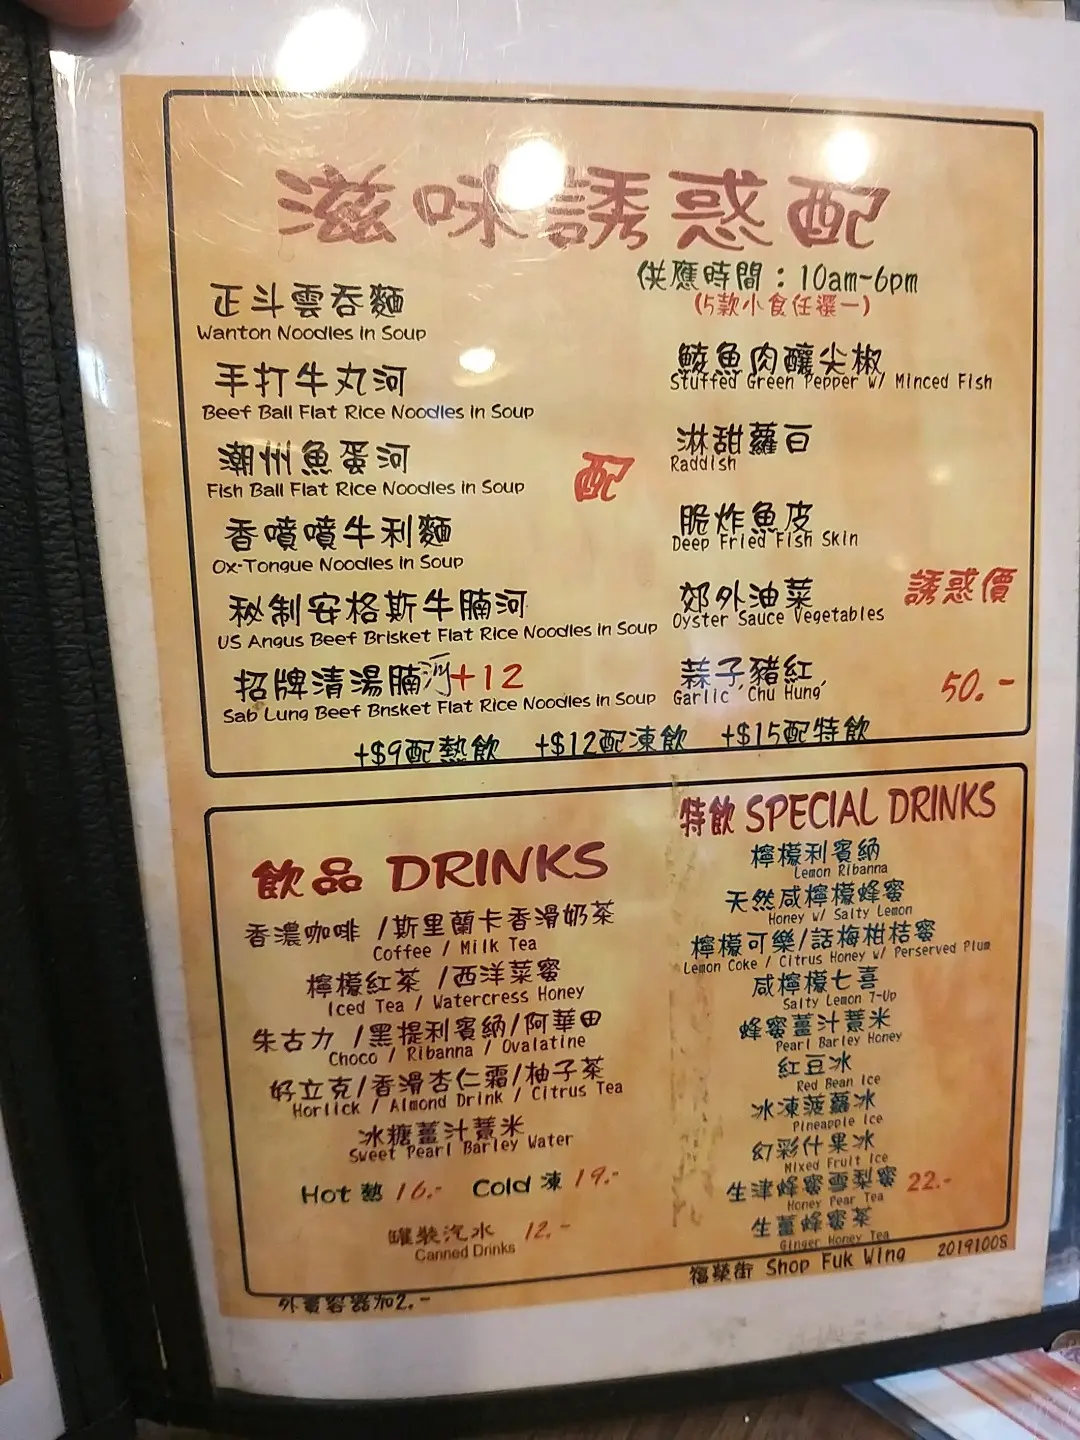 滋味誘惑配
供應時間：10am-6pm
(5款小食任選一)
正斗雲吞麵
Wanton Noodles in Soup
手打牛丸河
Beef Ball Flat Rice Noodles in Soup
潮州魚蛋河
Fish Ball Flat Rice Noodles in Soup
香噴噴牛利麵
Ox-Tongue Noodles in Soup
秘制安格斯牛腩河
US Angus Beef Brisket Flat Rice Noodles in Soup
招牌清湯腩河+12
Sab Lung Beef Brisket Flat Rice Noodles in Soup
配
鯪魚肉釀尖椒
Stuffed Green Pepper w/ Minced Fish
淋甜蘿白
Raddish
脆炸魚皮
Deep Fried Fish Skin
郊外油菜
Oyster Sauce Vegetables
蒜子豬紅
Garlic 'Chu Hung'
誘惑價
50.-
+$9配熱飲 +$12配凍飲 +$15配特飲
飲品 DRINKS
香濃咖啡 /斯里蘭卡香滑奶茶
Coffee / Milk Tea
檸檬紅茶 /西洋菜蜜
Iced Tea / Watercress Honey
朱古力 /黑提利賓納/阿華田
Choco / Ribanna / Ovalatine
好立克/香滑杏仁霜/柚子茶
Horlick / Almond Drink / Citrus Tea
冰糖薑汁薏米
Sweet Pearl Barley Water
Hot 熱 16.- Cold 凍 19.-
罐裝汽水 12.-
Canned Drinks
特飲 SPECIAL DRINKS
檸檬利賓納
Lemon Ribanna
天然咸檸檬蜂蜜
Honey w/ Salty Lemon
檸檬可樂/話梅柑桔蜜
Lemon Coke / Citrus Honey w/ Perserved Plum
咸檸檬七喜
Salty Lemon 7-Up
蜂蜜薑汁薏米
Pearl Barley Honey
紅豆冰
Red Bean Ice
冰凍菠蘿冰
Pineapple Ice
幻彩什果冰
Mixed Fruit Ice
生津蜂蜜雪梨蜜 22.-
Honey Pear Tea
生薑蜂蜜茶
Ginger Honey Tea
福榮街 Shop Fuk Wing 20191008
外賣容器加2.-